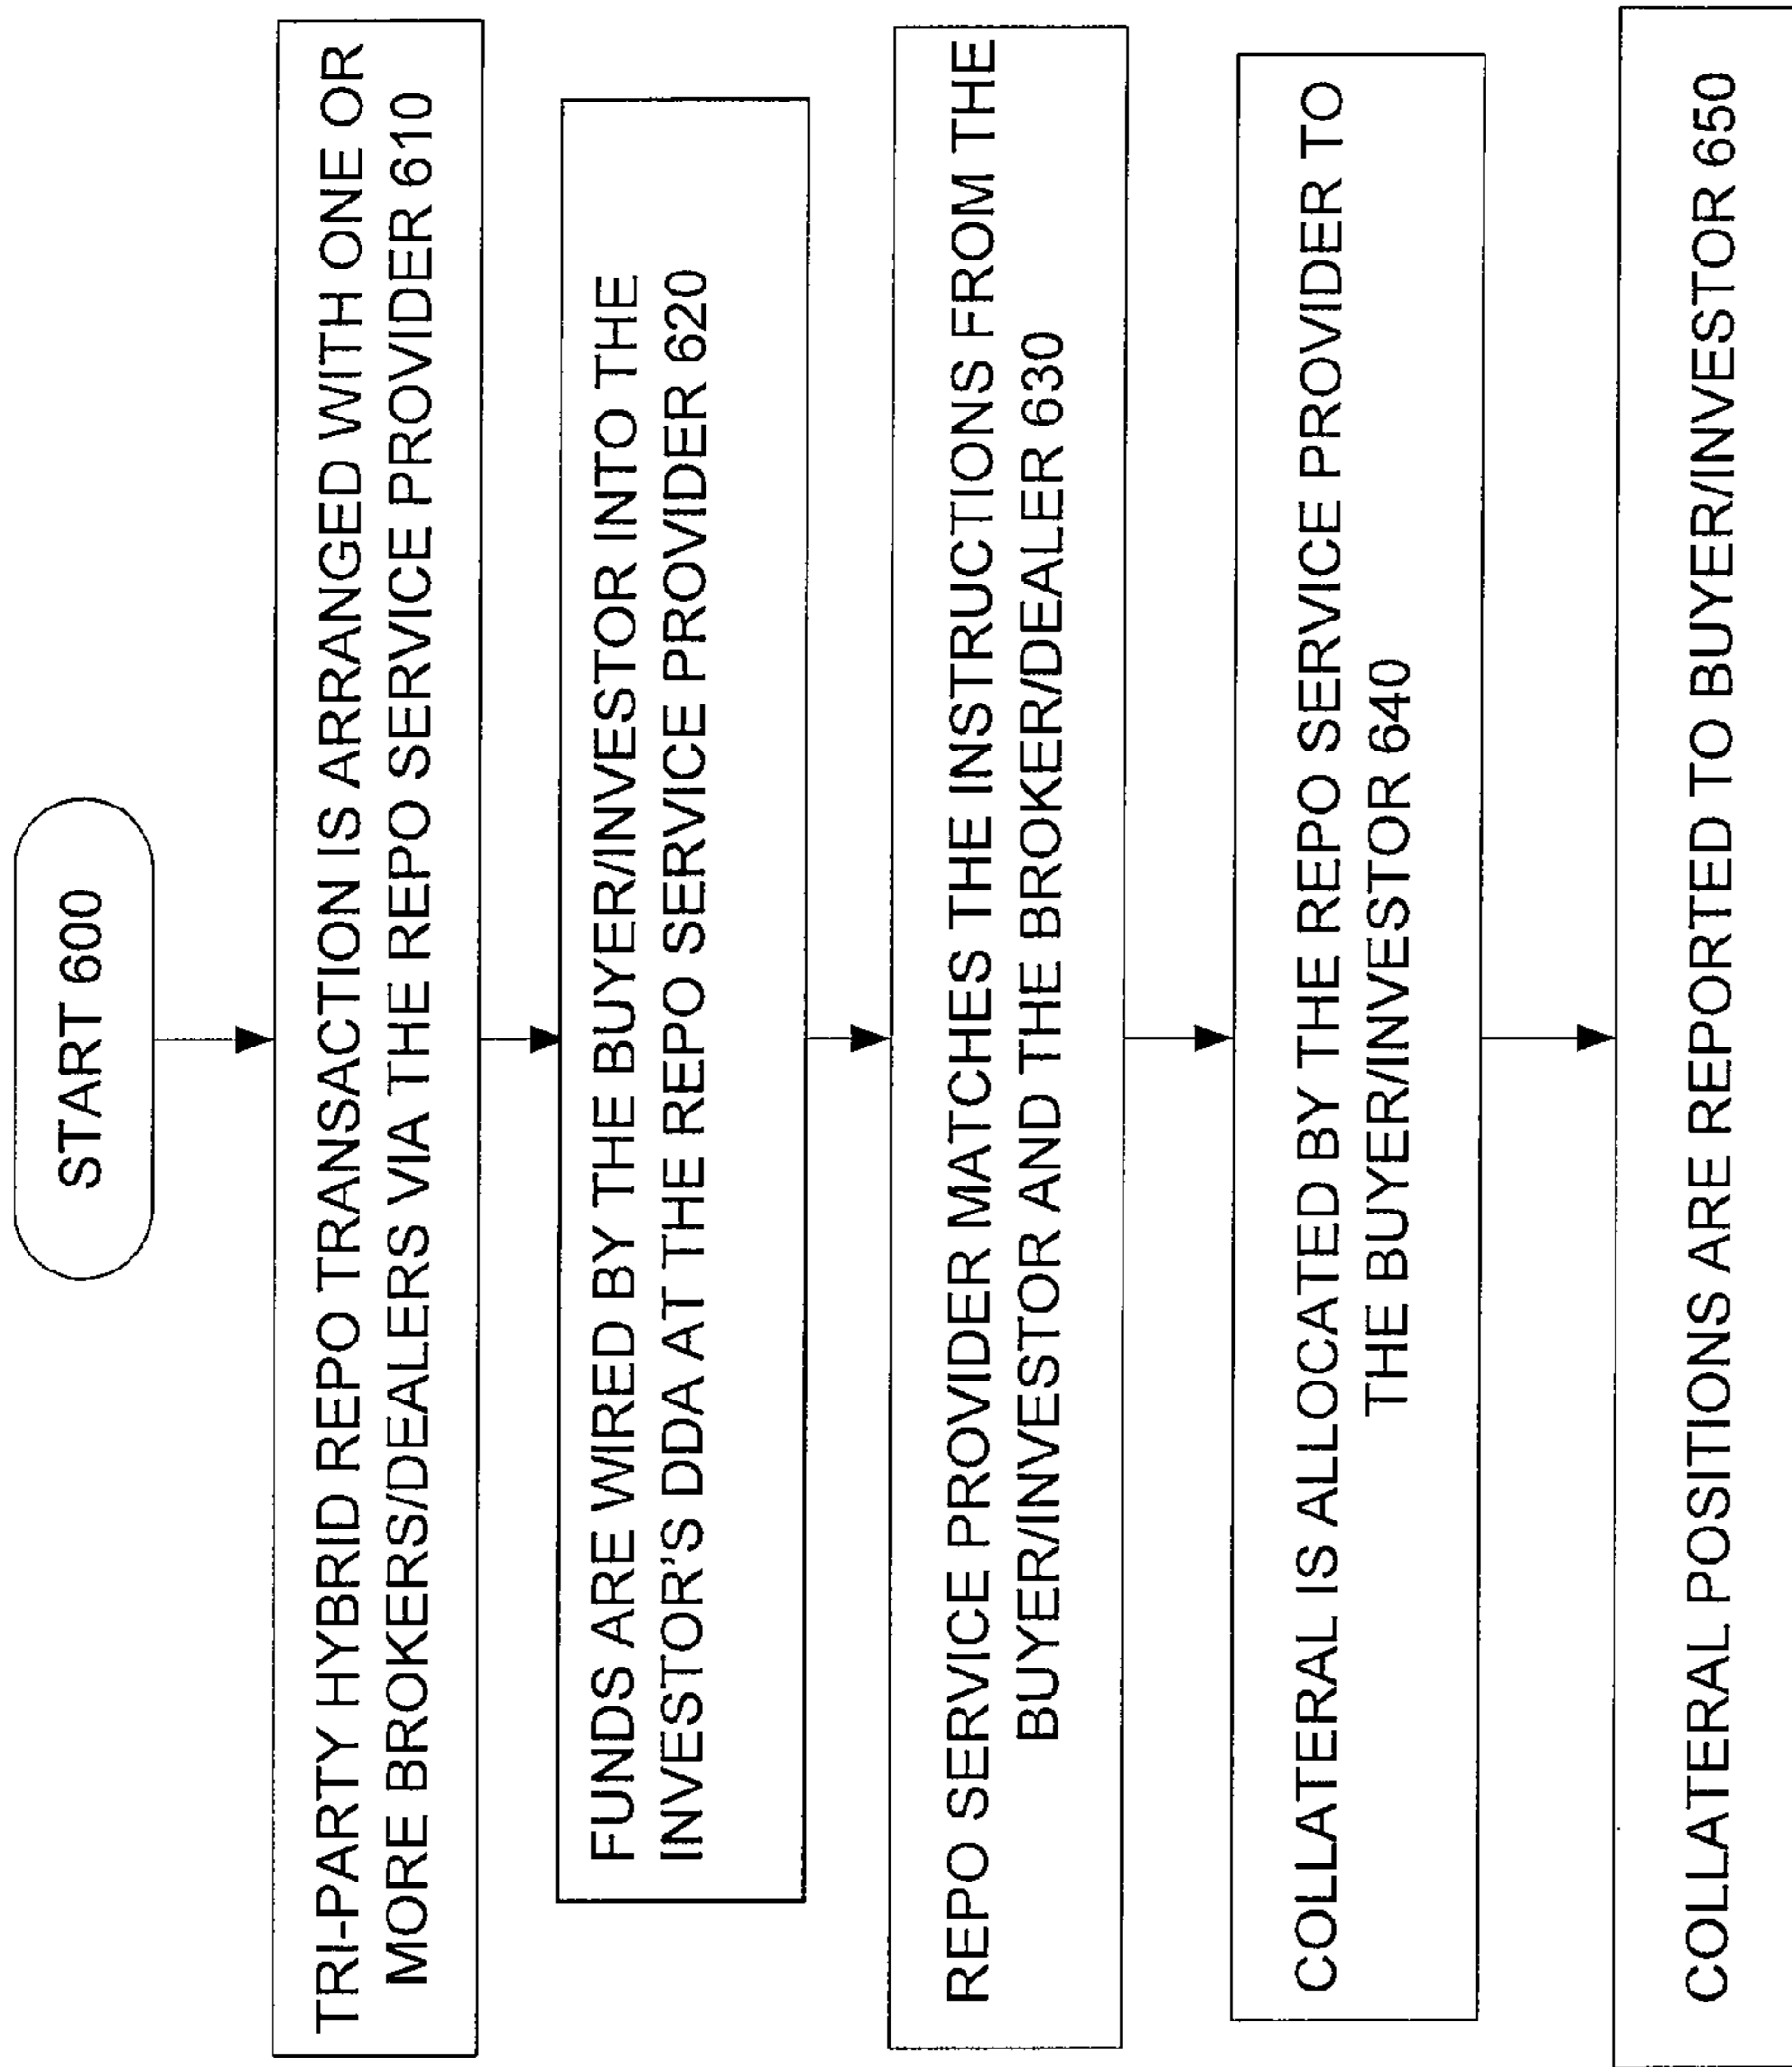 START 600
TRI-PARTY HYBRID REPO TRANSACTION IS ARRANGED WITH ONE OR
MORE BROKERS/DEALERS VIA THE REPO SERVICE PROVIDER 610
FUNDS ARE WIRED BY THE BUYER/INVESTOR INTO THE
INVESTOR'S DDA AT THE REPO SERVICE PROVIDER 620
REPO SERVICE PROVIDER MATCHES THE INSTRUCTIONS FROM THE
BUYER/INVESTOR AND THE BROKER/DEALER 630
COLLATERAL IS ALLOCATED BY THE REPO SERVICE PROVIDER TO
THE BUYER/INVESTOR 640
COLLATERAL POSITIONS ARE REPORTED TO BUYER/INVESTOR 650